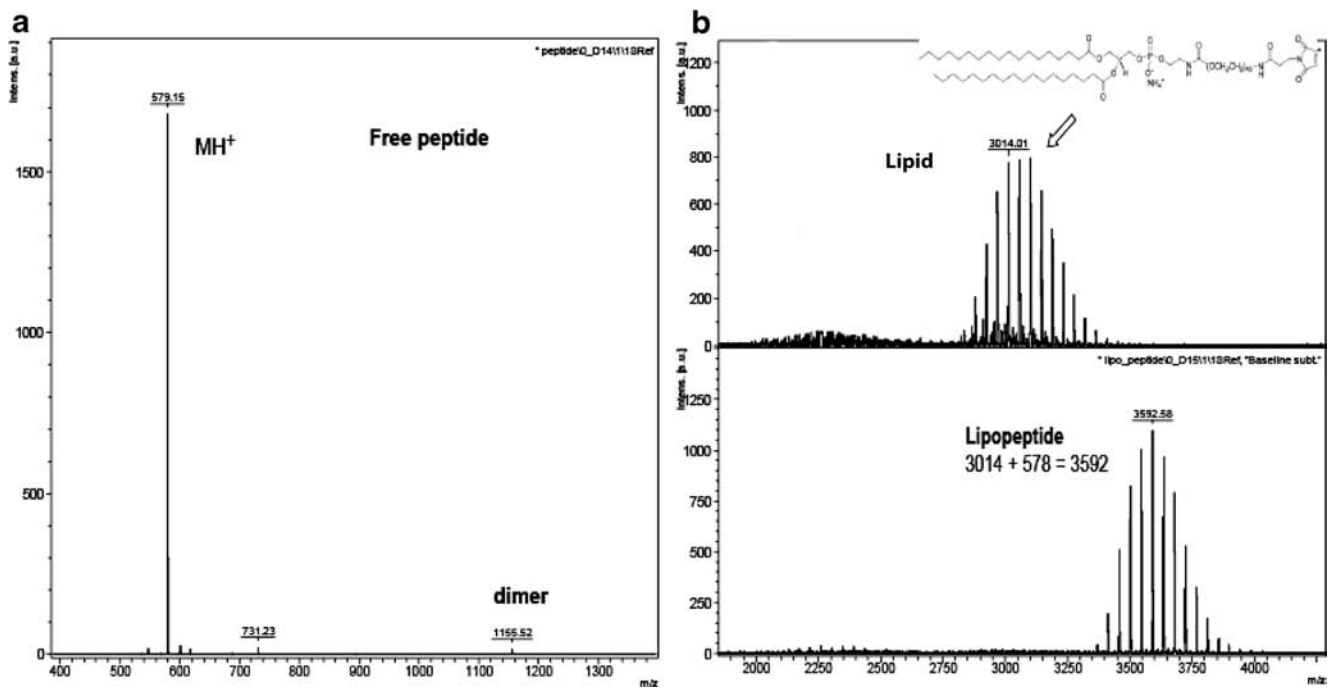 a
* peptide\0_D14\1\1SRef
Intens. [a.u.]
579.15
MH+
Free peptide
1500
1000
500
0
dimer
731.23
1155.52
400 500 600 700 800 900 1000 1100 1200 1300
m/z
b
Intens. [a.u.]
1200
1000
800
600
400
200
0
NH4+
Lipid
3014.01
* lipo_peptide\0_D15\1\1SRef, "Baseline subt."
Intens. [a.u.]
3592.58
Lipopeptide
3014 + 578 = 3592
1250
1000
750
500
250
0
2000 2250 2500 2750 3000 3250 3500 3750 4000
m/z